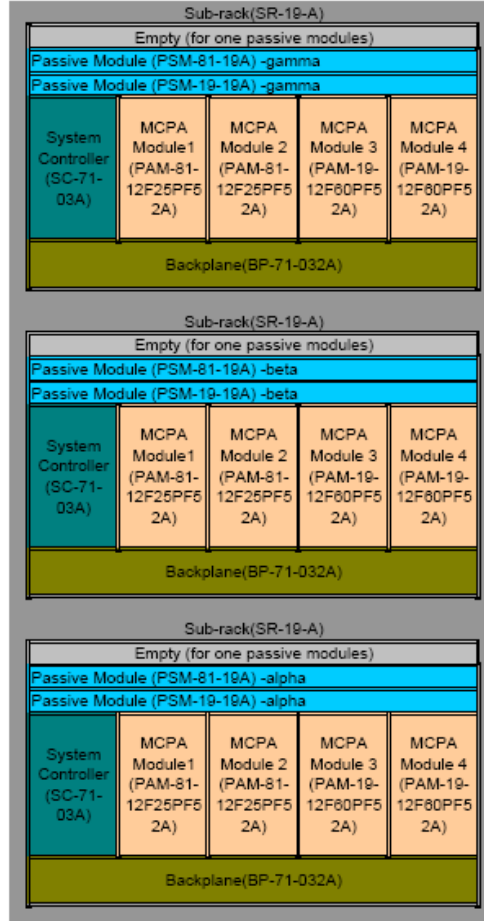 Sub-rack(SR-19-A)
Empty (for one passive modules)
Passive Module (PSM-81-19A) -gamma
Passive Module (PSM-19-19A) -gamma
System
Controller
(SC-71-
03A)
MCPA
Module1
(PAM-81-
12F25PF5
2A)
MCPA
Module 2
(PAM-81-
12F25PF5
2A)
MCPA
Module 3
(PAM-19-
12F60PF5
2A)
MCPA
Module 4
(PAM-19-
12F60PF5
2A)
Backplane(BP-71-032A)
Sub-rack(SR-19-A)
Empty (for one passive modules)
Passive Module (PSM-81-19A) -beta
Passive Module (PSM-19-19A) -beta
System
Controller
(SC-71-
03A)
MCPA
Module1
(PAM-81-
12F25PF5
2A)
MCPA
Module 2
(PAM-81-
12F25PF5
2A)
MCPA
Module 3
(PAM-19-
12F60PF5
2A)
MCPA
Module 4
(PAM-19-
12F60PF5
2A)
Backplane(BP-71-032A)
Sub-rack(SR-19-A)
Empty (for one passive modules)
Passive Module (PSM-81-19A) -alpha
Passive Module (PSM-19-19A) -alpha
System
Controller
(SC-71-
03A)
MCPA
Module1
(PAM-81-
12F25PF5
2A)
MCPA
Module 2
(PAM-81-
12F25PF5
2A)
MCPA
Module 3
(PAM-19-
12F60PF5
2A)
MCPA
Module 4
(PAM-19-
12F60PF5
2A)
Backplane(BP-71-032A)